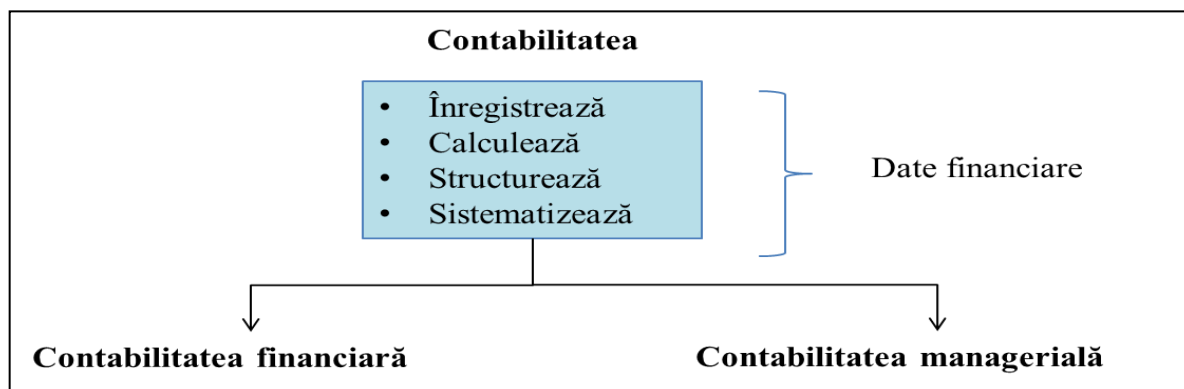 Contabilitatea
• Înregistrează
• Calculează
• Structurează
• Sistematizează
Date financiare
Contabilitatea financiară
Contabilitatea managerială